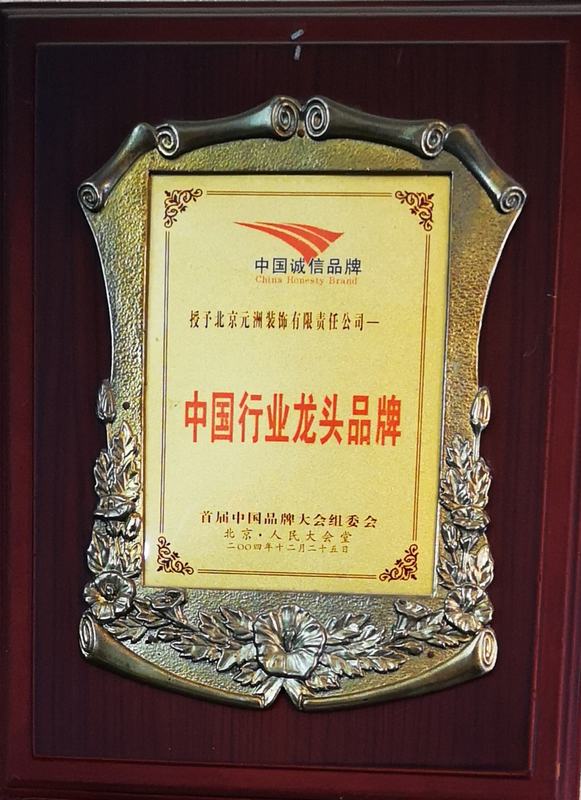 中国诚信品牌
China Honesty Brand
授予北京元洲装饰有限责任公司—
中国行业龙头品牌
首届中国品牌大会组委会
北京·人民大会堂
二〇〇四年十二月二十五日